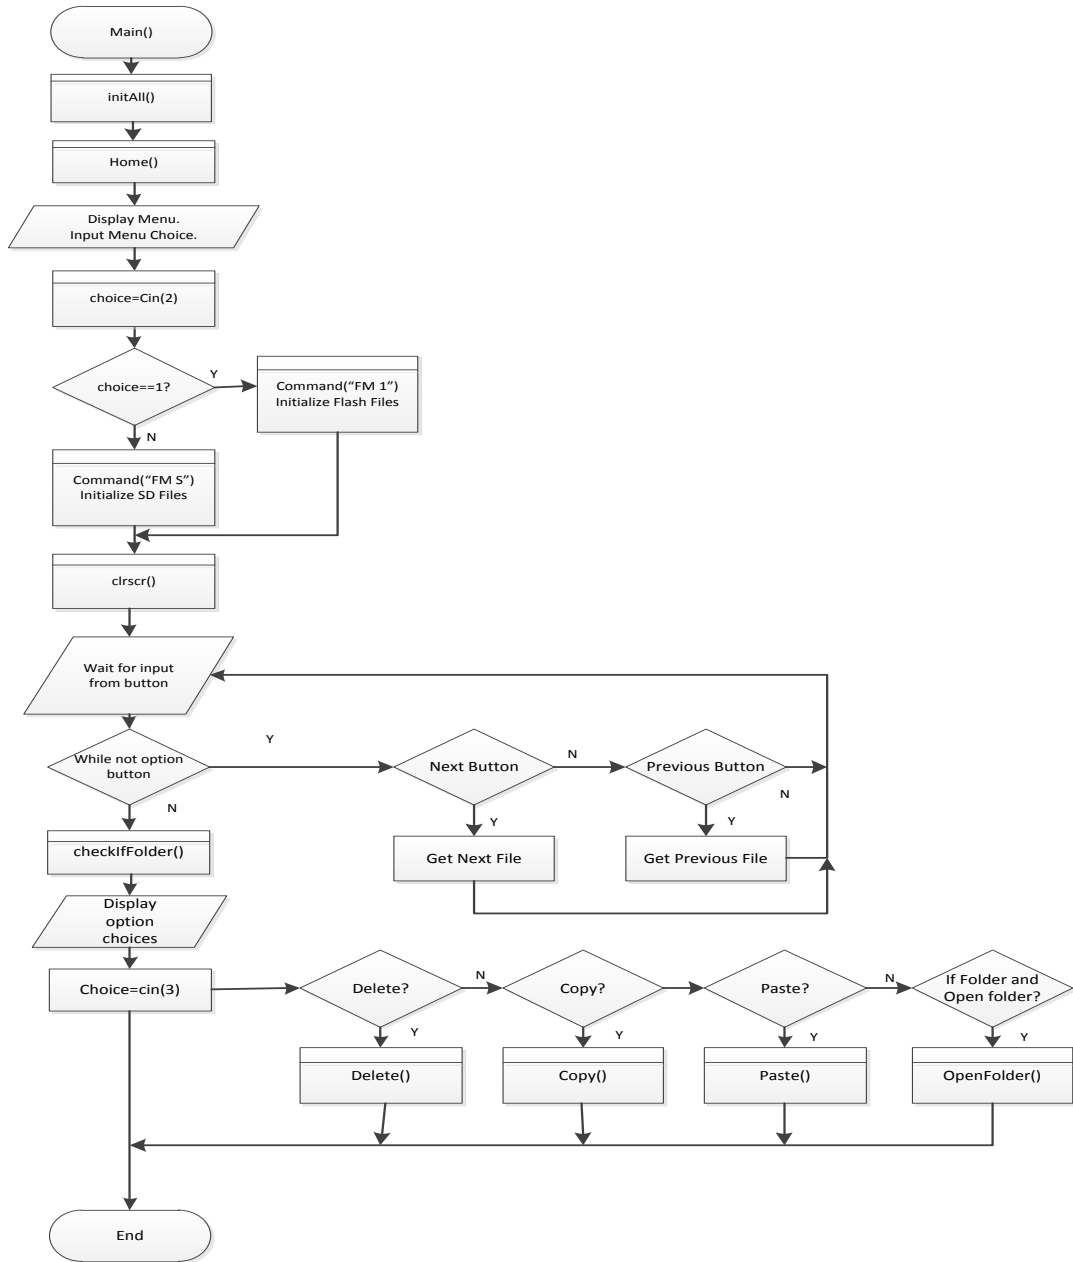 Main()
initAll()
Home()
Display Menu.
Input Menu Choice.
choice=Cin(2)
choice==1?
Y
Command(“FM 1”)
Initialize Flash Files
N
Command(“FM S”)
Initialize SD Files
clrscr()
Wait for input
from button
While not option
button
Y
Next Button
N
Previous Button
N
N
Y
Y
checkIfFolder()
Get Next File
Get Previous File
Display
option
choices
Choice=cin(3)
Delete?
N
Copy?
Paste?
N
If Folder and
Open folder?
Y
Y
Y
Y
Delete()
Copy()
Paste()
OpenFolder()
End